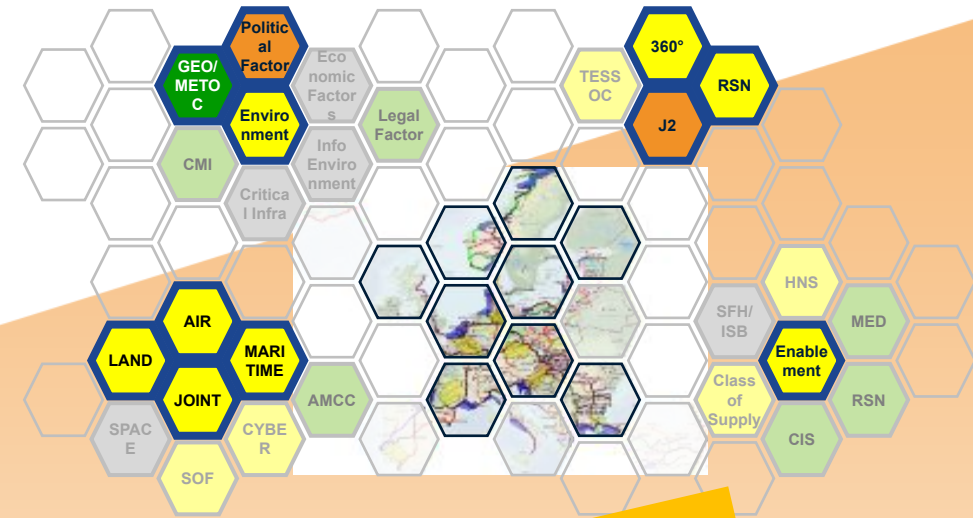 Politic
al
Factor
GEO/
METO
C
Enviro
nment
Eco
nomic
Factor
s
Legal
Factor
CMI
Info
Enviro
nment
Critica
l Infra
TESS
OC
360°
RSN
J2
AIR
LAND
MARI
TIME
JOINT
AMCC
SPAC
E
CYBE
R
SOF
HNS
SFH/
ISB
MED
Enable
ment
Class
of
Supply
RSN
CIS